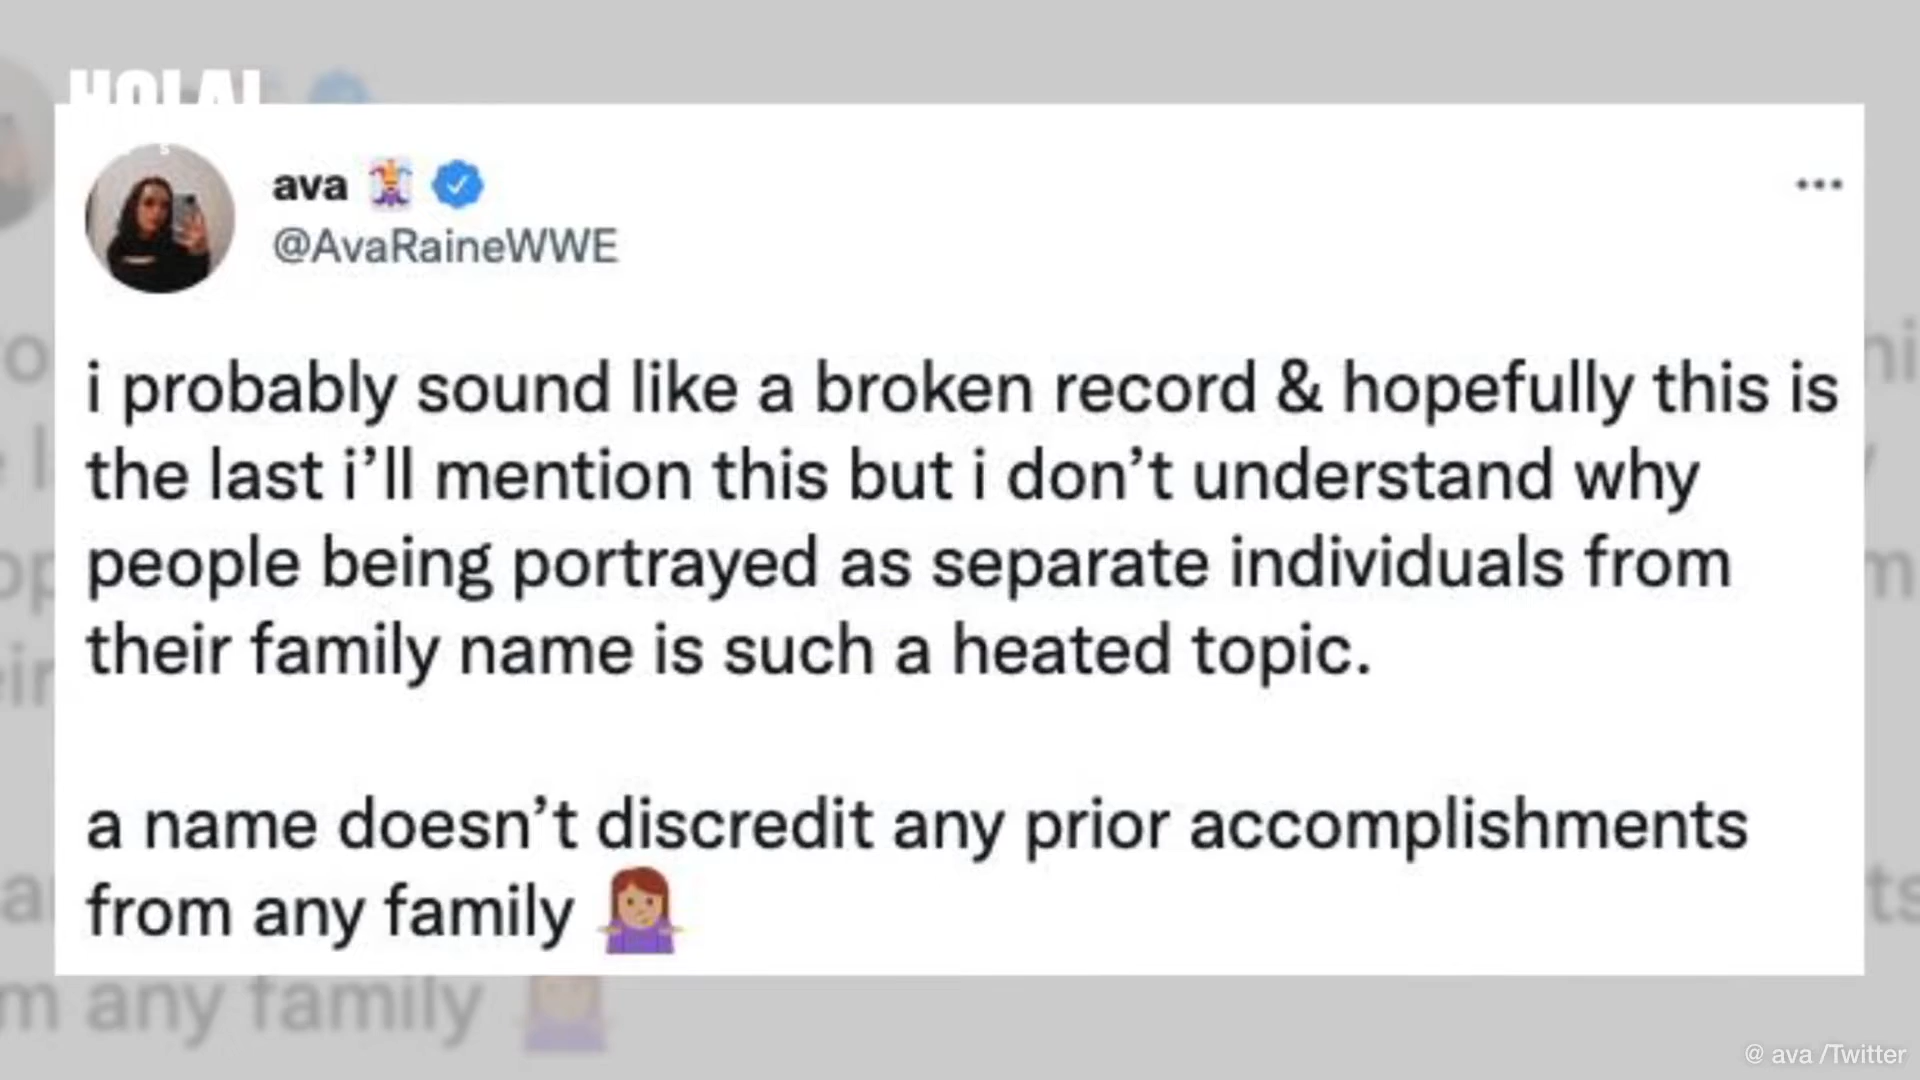 HOLA!
ava 🃏
@AvaRaineWWE
i probably sound like a broken record & hopefully this is
the last i’ll mention this but i don’t understand why
people being portrayed as separate individuals from
their family name is such a heated topic.
a name doesn’t discredit any prior accomplishments
from any family 🤷🏼‍♀️
m any family
@ ava /Twitter